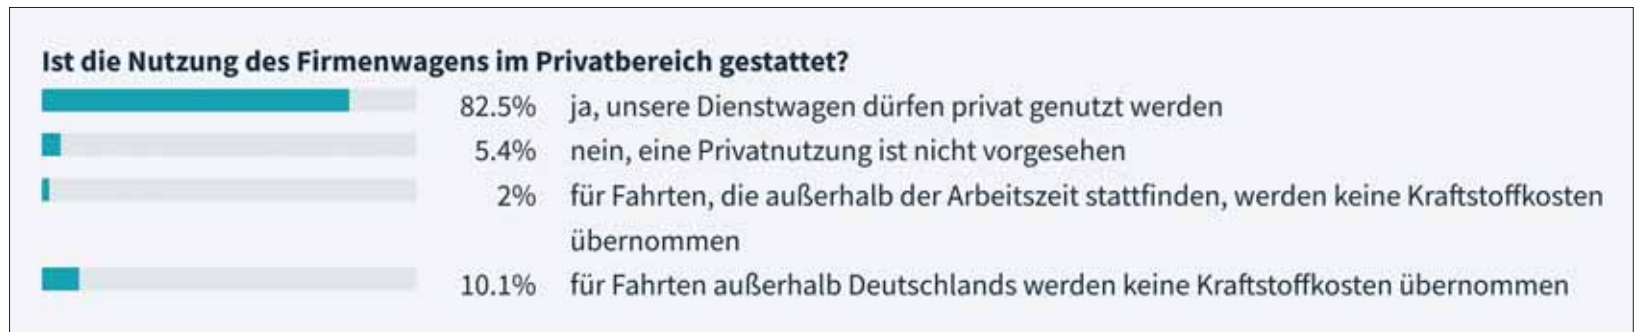 Ist die Nutzung des Firmenwagens im Privatbereich gestattet?
82.5% ja, unsere Dienstwagen dürfen privat genutzt werden
5.4% nein, eine Privatnutzung ist nicht vorgesehen
2% für Fahrten, die außerhalb der Arbeitszeit stattfinden, werden keine Kraftstoffkosten
übernommen
10.1% für Fahrten außerhalb Deutschlands werden keine Kraftstoffkosten übernommen